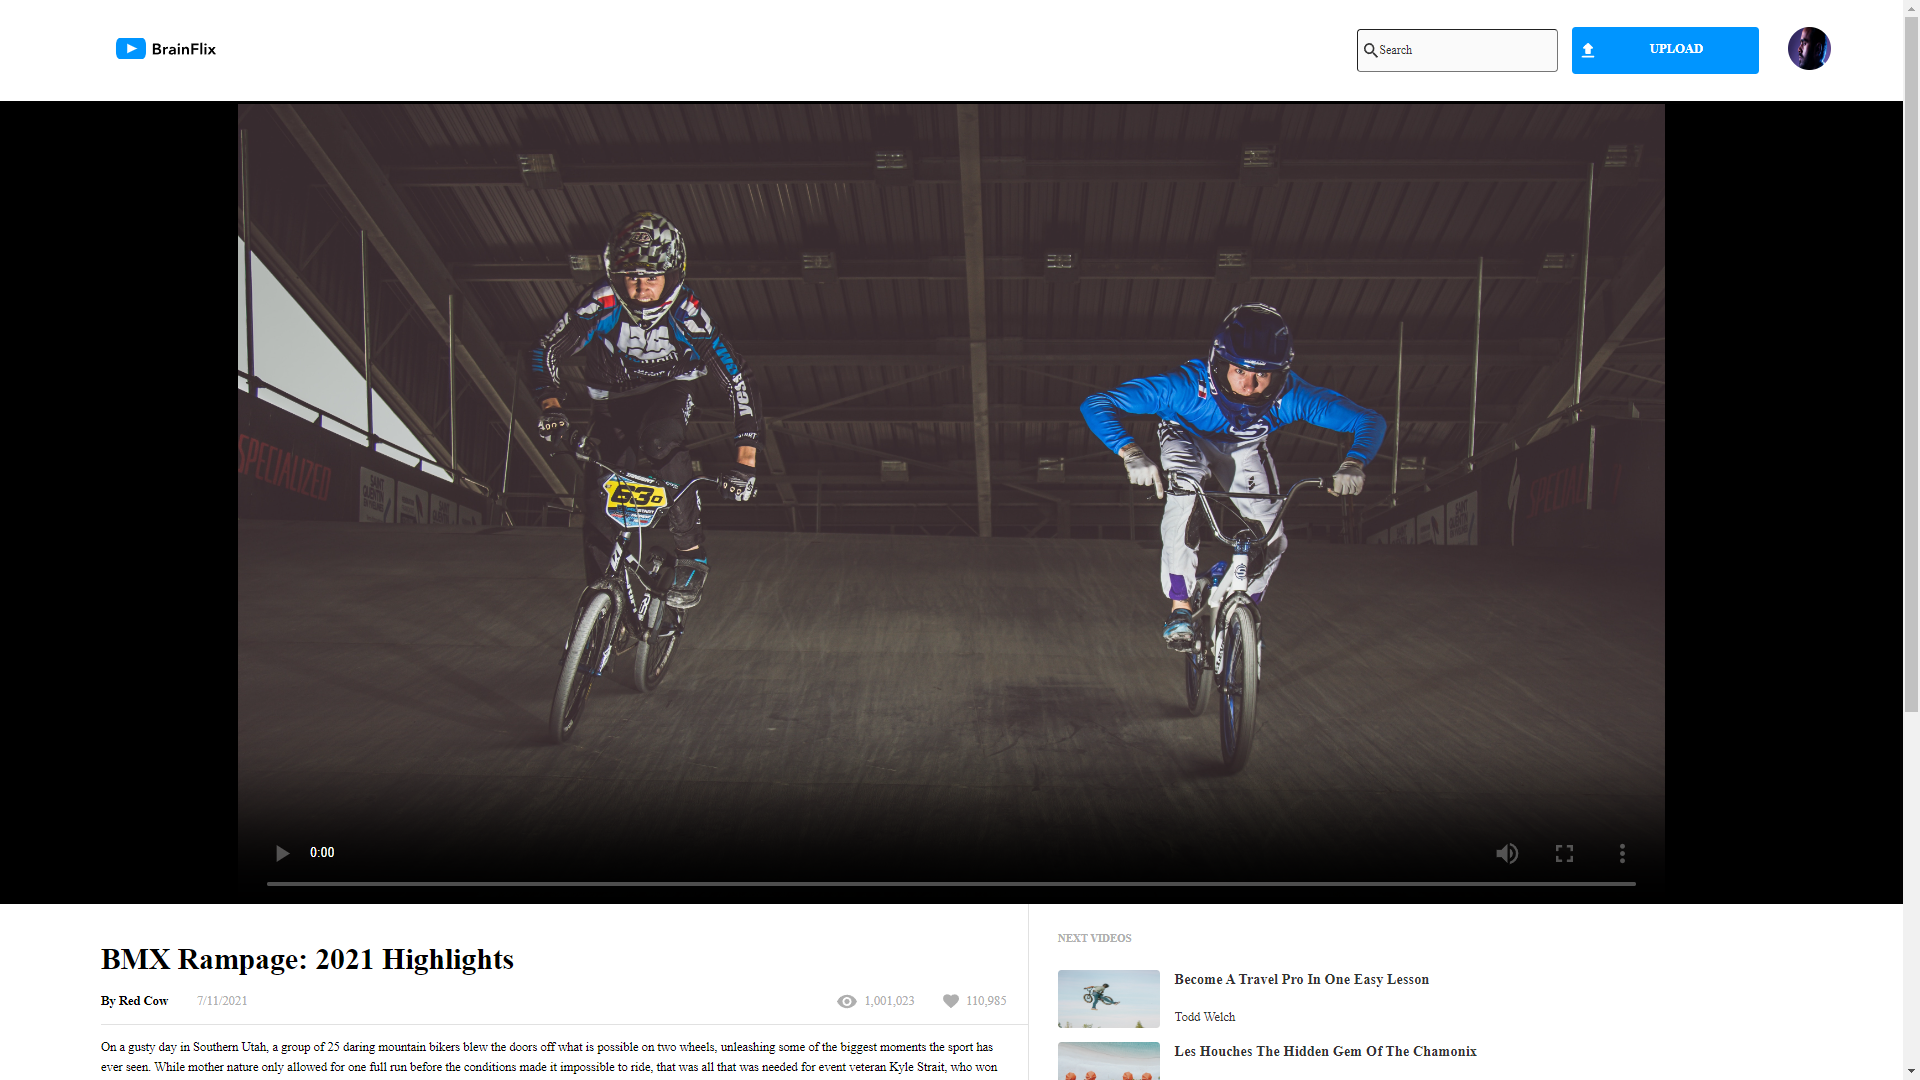 BrainFlix
Search
UPLOAD
SPECIALIZED
yess
630
0:00
BMX Rampage: 2021 Highlights
By Red Cow
7/11/2021
1,001,023
110,985
On a gusty day in Southern Utah, a group of 25 daring mountain bikers blew the doors off what is possible on two wheels, unleashing some of the biggest moments the sport has
ever seen. While mother nature only allowed for one full run before the conditions made it impossible to ride, that was all that was needed for event veteran Kyle Strait, who won
NEXT VIDEOS
Become A Travel Pro In One Easy Lesson
Todd Welch
Les Houches The Hidden Gem Of The Chamonix